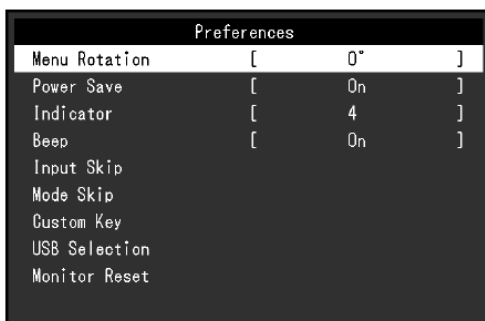 Preferences
Menu Rotation [ 0° ]
Power Save [ On ]
Indicator [ 4 ]
Beep [ On ]
Input Skip
Mode Skip
Custom Key
USB Selection
Monitor Reset